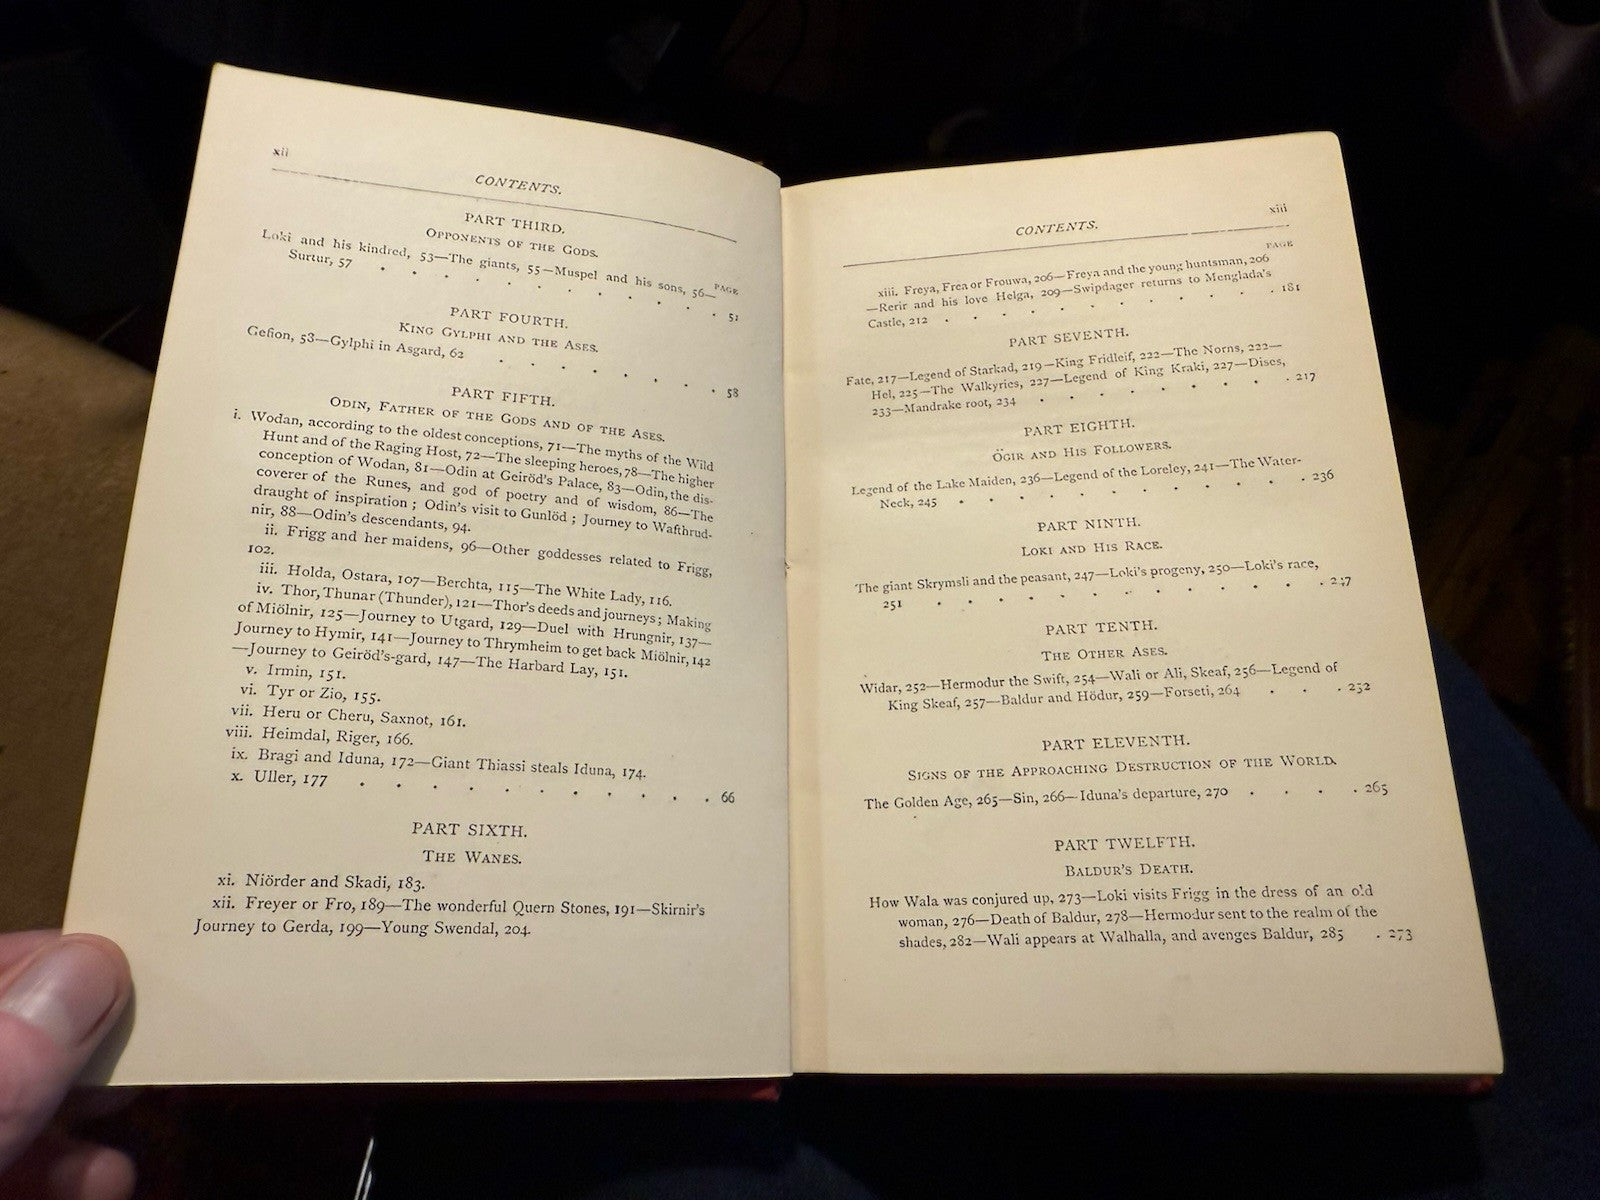 xii
CONTENTS.
PART THIRD.
OPPONENTS OF THE GODS.
PAGE
Loki and his kindred, 53—The giants, 55—Muspel and his sons, 56—
Surtur, 57 . . . . . . . . . . 51
PART FOURTH.
KING GYLPHI AND THE ASES.
Gefion, 58—Gylphi in Asgard, 62 . . . . . . 58
PART FIFTH.
ODIN, FATHER OF THE GODS AND OF THE ASES.
i. Wodan, according to the oldest conceptions, 71—The myths of the Wild
Hunt and of the Raging Host, 72—The sleeping heroes, 78—The higher
conception of Wodan, 81—Odin at Geiröd's Palace, 83—Odin, the dis-
coverer of the Runes, and god of poetry and of wisdom, 86—The
draught of inspiration; Odin's visit to Gunlöd; Journey to Wafthrud-
nir, 88—Odin's descendants, 94.
ii. Frigg and her maidens, 96—Other goddesses related to Frigg,
102.
iii. Holda, Ostara, 107—Berchta, 115—The White Lady, 116.
iv. Thor, Thunar (Thunder), 121—Thor's deeds and journeys; Making
of Miölnir, 125—Journey to Utgard, 129—Duel with Hrungnir, 137—
Journey to Hymir, 141—Journey to Thrymheim to get back Miölnir, 142
—Journey to Geiröd's-gard, 147—The Harbard Lay, 151.
v. Irmin, 151.
vi. Tyr or Zio, 155.
vii. Heru or Cheru, Saxnot, 161.
viii. Heimdal, Riger, 166.
ix. Bragi and Iduna, 172—Giant Thiassi steals Iduna, 174.
x. Uller, 177 . . . . . . . . . . 66
PART SIXTH.
THE WANES.
xi. Niörder and Skadi, 183.
xii. Freyer or Fro, 189—The wonderful Quern Stones, 191—Skirnir's
Journey to Gerda, 199—Young Swendal, 204.
xiii
CONTENTS.
PAGE
xiii. Freya, Frea or Frouwa, 206—Freya and the young huntsman, 206
—Rerir and his love Helga, 209—Swipdager returns to Menglada's
Castle, 212 . . . . . . . . . . 181
PART SEVENTH.
Fate, 217—Legend of Starkad, 219—King Fridleif, 222—The Norns, 222—
Hel, 225—The Walkyries, 227—Legend of King Kraki, 227—Dises,
233—Mandrake root, 234 . . . . . . . 217
PART EIGHTH.
ÖGIR AND HIS FOLLOWERS.
Legend of the Lake Maiden, 236—Legend of the Loreley, 241—The Water-
Neck, 245 . . . . . . . . . . 236
PART NINTH.
LOKI AND HIS RACE.
The giant Skrymsli and the peasant, 247—Loki's progeny, 250—Loki's race,
251 . . . . . . . . . . 247
PART TENTH.
THE OTHER ASES.
Widar, 252—Hermodur the Swift, 254—Wali or Ali, Skeaf, 256—Legend of
King Skeaf, 257—Baldur and Hödur, 259—Forseti, 264 . . . 252
PART ELEVENTH.
SIGNS OF THE APPROACHING DESTRUCTION OF THE WORLD.
The Golden Age, 265—Sin, 266—Iduna's departure, 270 . . . . 265
PART TWELFTH.
BALDUR'S DEATH.
How Wala was conjured up, 273—Loki visits Frigg in the dress of an old
woman, 276—Death of Baldur, 278—Hermodur sent to the realm of the
shades, 282—Wali appears at Walhalla, and avenges Baldur, 285 . 273